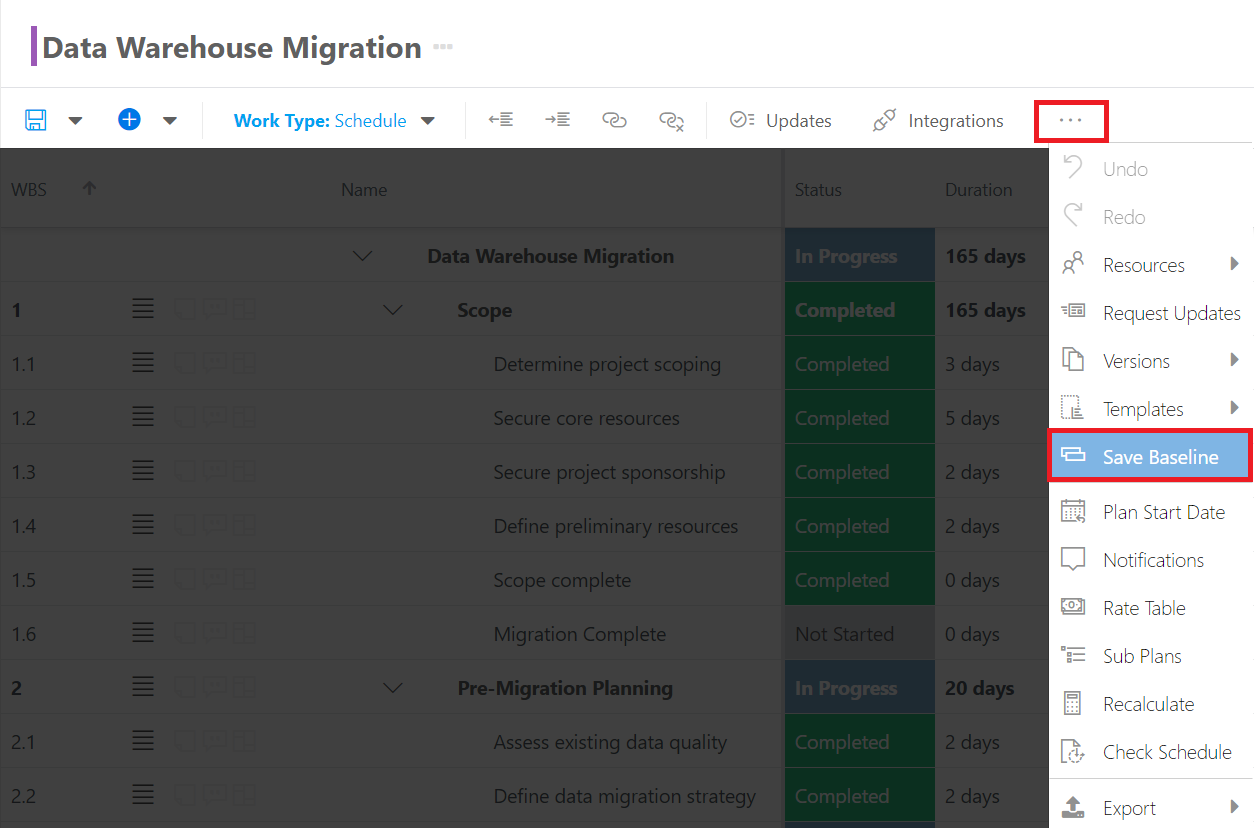 Data Warehouse Migration ···
Work Type: Schedule Updates Integrations ···
WBS Name Status Duration
Data Warehouse Migration In Progress 165 days
1 Scope Completed 165 days
1.1 Determine project scoping Completed 3 days
1.2 Secure core resources Completed 5 days
1.3 Secure project sponsorship Completed 2 days
1.4 Define preliminary resources Completed 2 days
1.5 Scope complete Completed 0 days
1.6 Migration Complete Not Started 0 days
2 Pre-Migration Planning In Progress 20 days
2.1 Assess existing data quality Completed 2 days
2.2 Define data migration strategy Completed 2 days
Undo
Redo
Resources
Request Updates
Versions
Templates
Save Baseline
Plan Start Date
Notifications
Rate Table
Sub Plans
Recalculate
Check Schedule
Export